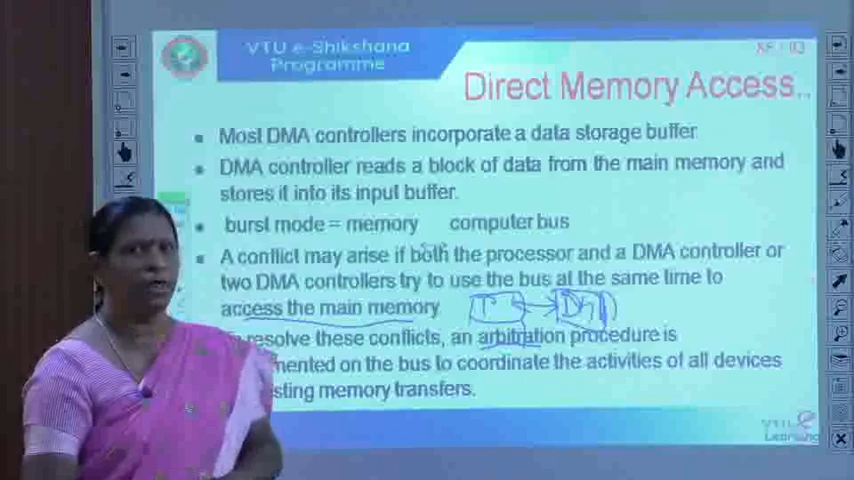 VTU e-Shikshana
Programme
Direct Memory Access..
Most DMA controllers incorporate a data storage buffer
DMA controller reads a block of data from the main memory and
stores it into its input buffer.
burst mode = memory computer bus
A conflict may arise if both the processor and a DMA controller or
two DMA controllers try to use the bus at the same time to
access the main memory
resolve these conflicts, an arbitration procedure is
mented on the bus to coordinate the activities of all devices
sting memory transfers.
VTU e
Learning